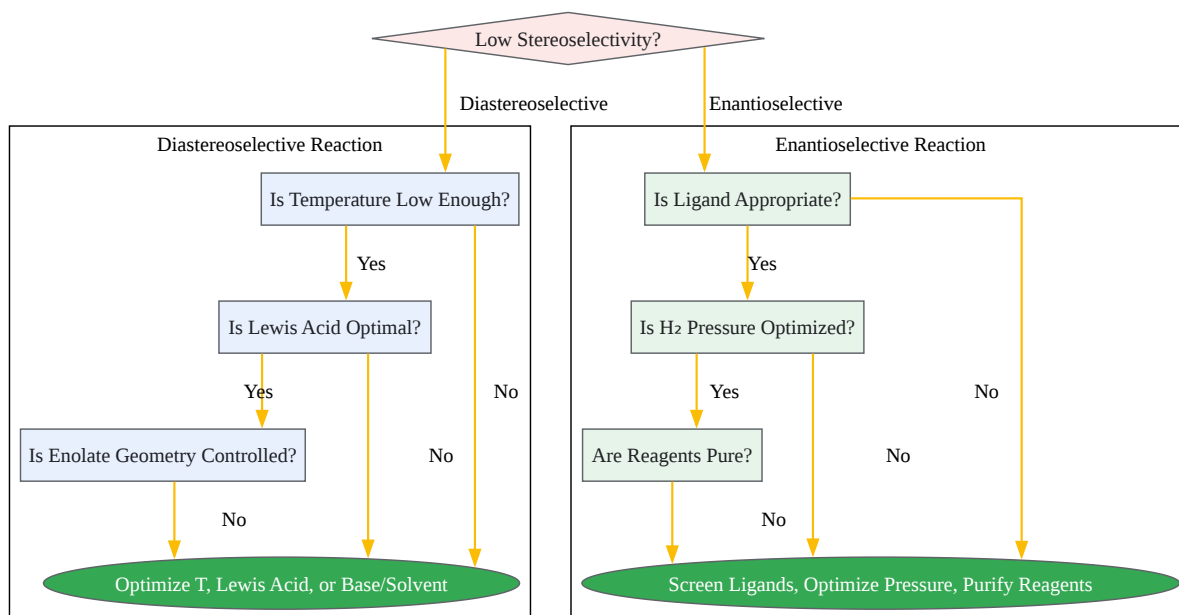 Low Stereoselectivity?
Diastereoselective
Enantioselective
Diastereoselective Reaction
Enantioselective Reaction
Is Temperature Low Enough?
Is Ligand Appropriate?
Yes
Yes
Is Lewis Acid Optimal?
Is H₂ Pressure Optimized?
Yes
No
Yes
No
Is Enolate Geometry Controlled?
No
Are Reagents Pure?
No
No
No
Optimize T, Lewis Acid, or Base/Solvent
Screen Ligands, Optimize Pressure, Purify Reagents